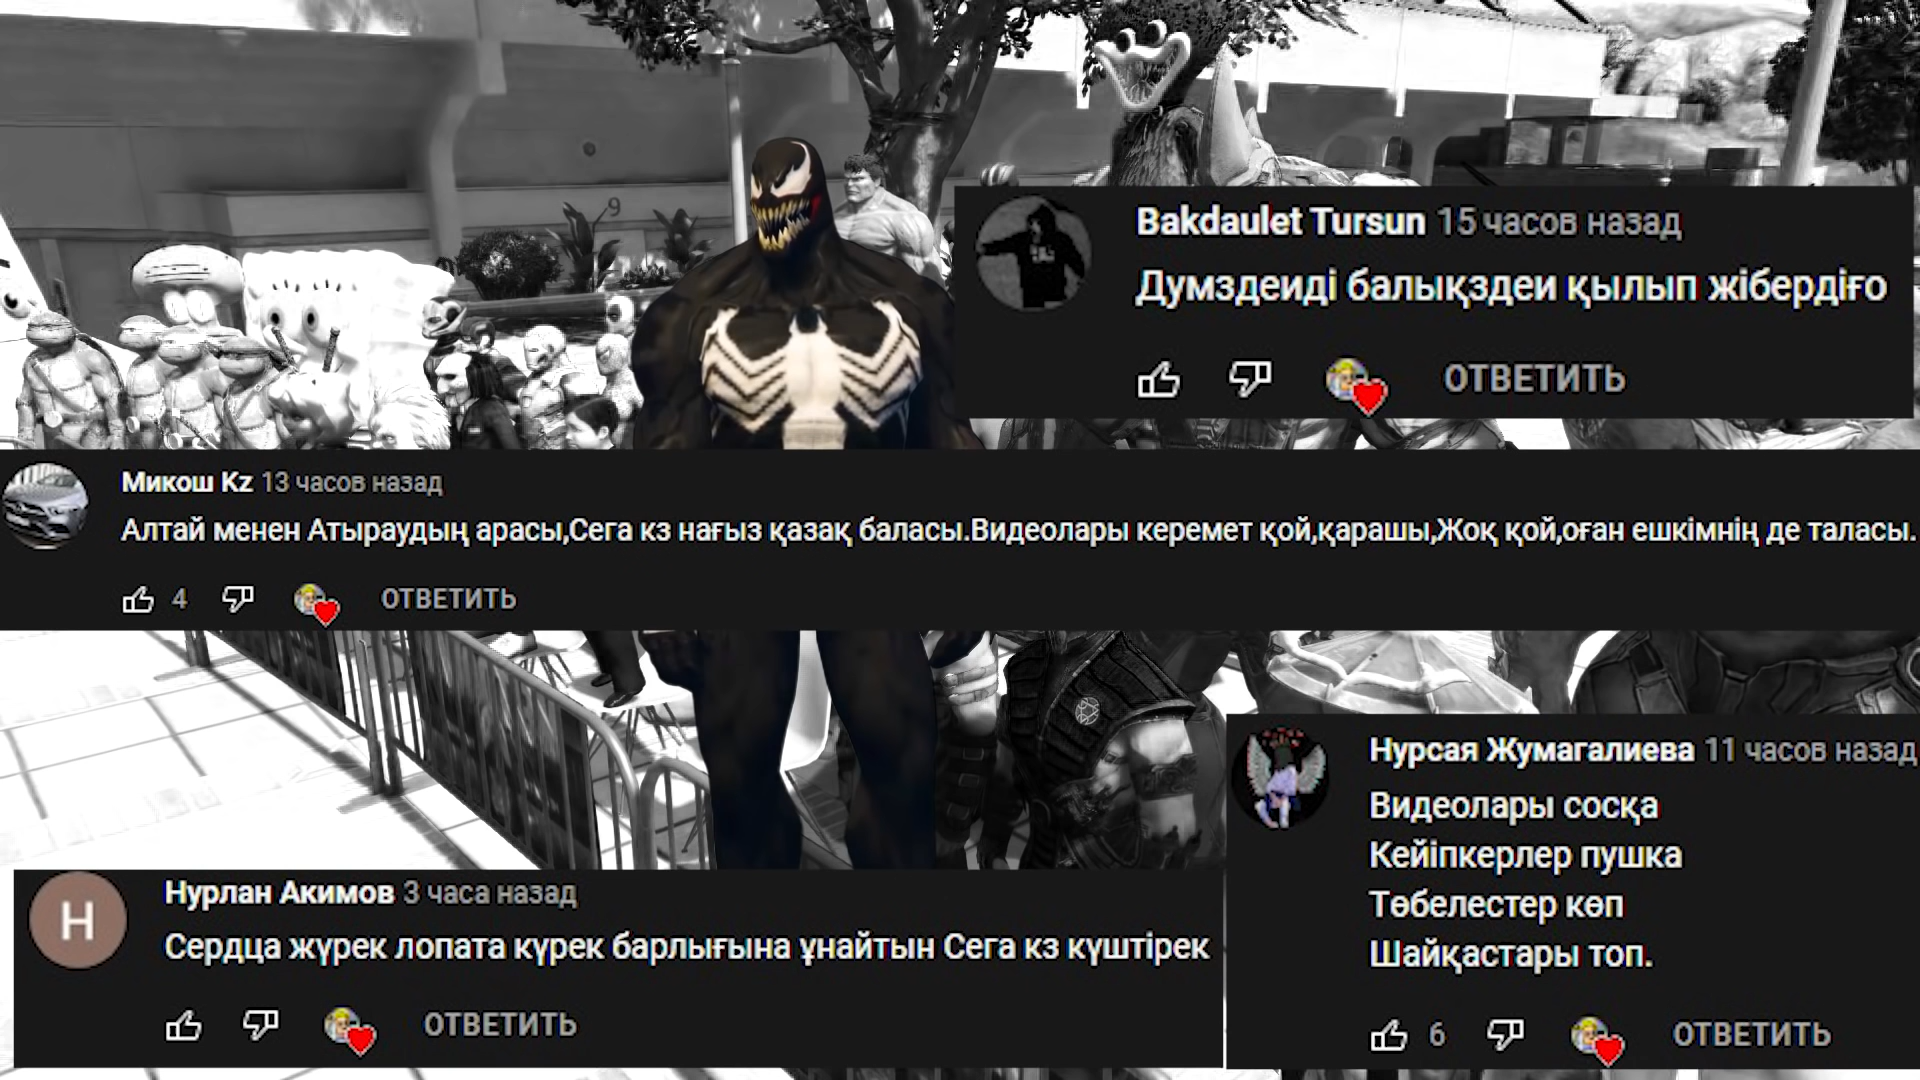 9
Bakdaulet Tursun 15 часов назад
Думздеиді балықздеи қылып жібердіғо
ОТВЕТИТЬ
Микош Kz 13 часов назад
Алтай менен Атыраудың арасы,Сега кз нағыз қазақ баласы.Видеолары керемет қой,қарашы,Жоқ қой,оған ешкімнің де таласы.
4 ОТВЕТИТЬ
Нурсая Жумагалиева 11 часов назад
Видеолары сосқа
Кейіпкерлер пушка
Төбелестер көп
Шайқастары топ.
6 ОТВЕТИТЬ
Н
Нурлан Акимов 3 часа назад
Сердца жүрек лопата күрек барлығына ұнайтын Сега кз күштірек
ОТВЕТИТЬ